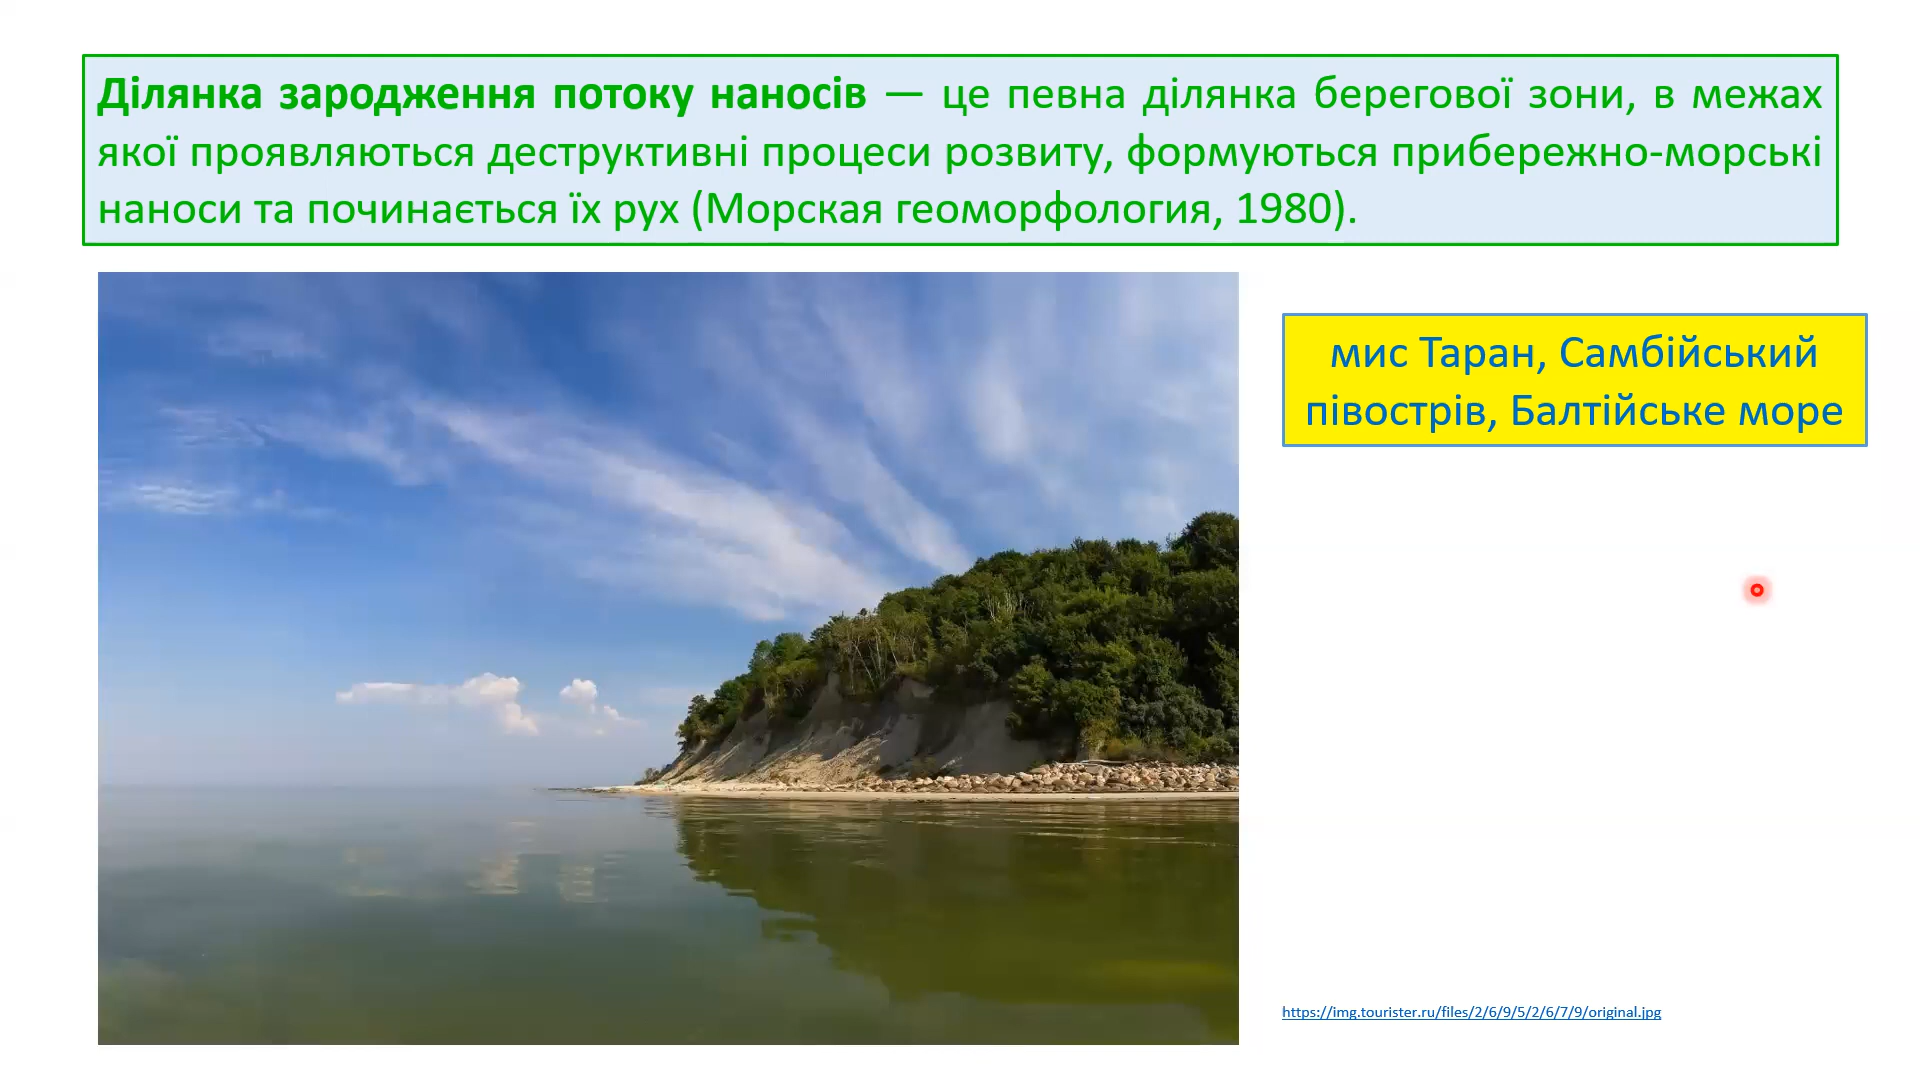 Ділянка зародження потоку наносів — це певна ділянка берегової зони, в межах
якої проявляються деструктивні процеси розвиту, формуються прибережно-морські
наноси та починається їх рух (Морская геоморфология, 1980).
мис Таран, Самбійський
півострів, Балтійське море
https://img.tourister.ru/files/2/6/9/5/2/6/7/9/original.jpg